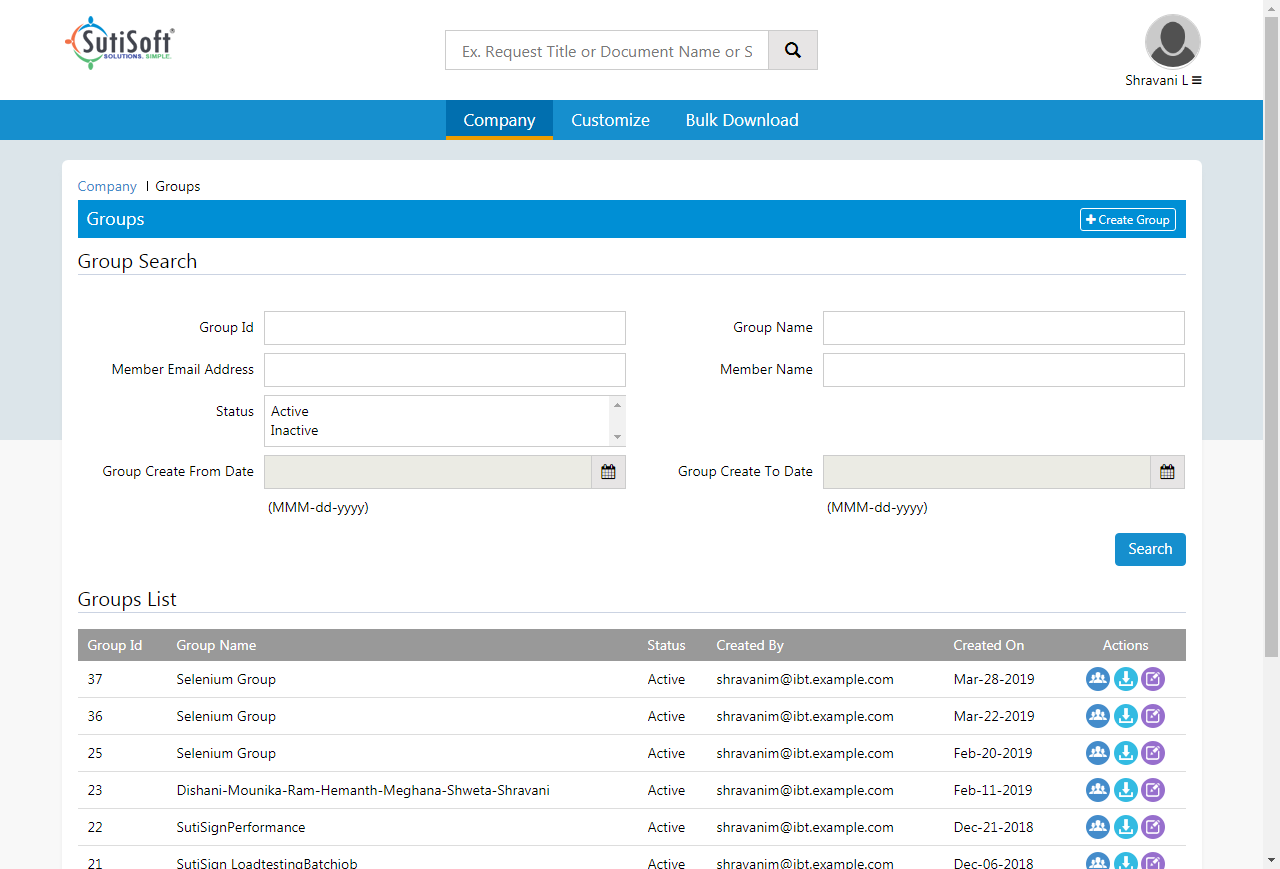 SutiSoft®
SOLUTIONS. SIMPLE.
Ex. Request Title or Document Name or S
Shravani L
Company Customize Bulk Download
Company | Groups
Groups Create Group
Group Search
Group Id Group Name
Member Email Address Member Name
Status Active
Inactive
Group Create From Date Group Create To Date
(MMM-dd-yyyy) (MMM-dd-yyyy)
Search
Groups List
Group Id Group Name Status Created By Created On Actions
37 Selenium Group Active shravanim@ibt.example.com Mar-28-2019
36 Selenium Group Active shravanim@ibt.example.com Mar-22-2019
25 Selenium Group Active shravanim@ibt.example.com Feb-20-2019
23 Dishani-Mounika-Ram-Hemanth-Meghana-Shweta-Shravani Active shravanim@ibt.example.com Feb-11-2019
22 SutiSignPerformance Active shravanim@ibt.example.com Dec-21-2018
21 SutiSign LoadtestingBatchjob Active shravanim@ibt.example.com Dec-06-2018